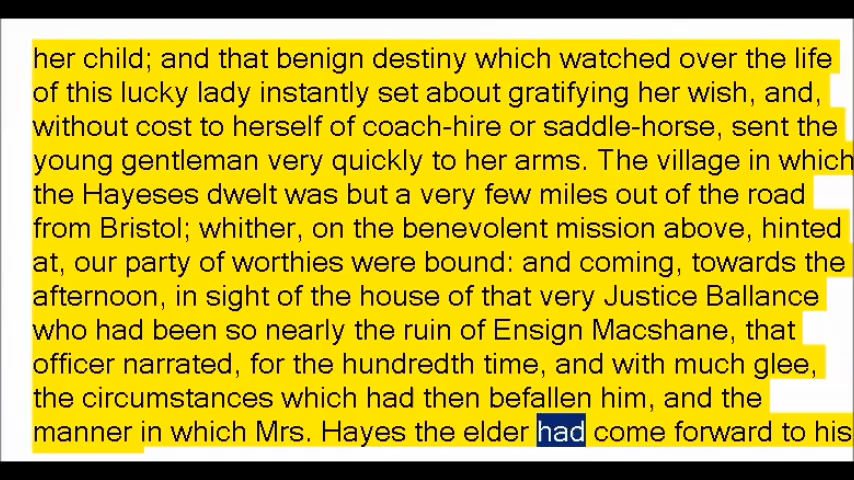 her child; and that benign destiny which watched over the life
of this lucky lady instantly set about gratifying her wish, and,
without cost to herself of coach-hire or saddle-horse, sent the
young gentleman very quickly to her arms. The village in which
the Hayeses dwelt was but a very few miles out of the road
from Bristol; whither, on the benevolent mission above, hinted
at, our party of worthies were bound: and coming, towards the
afternoon, in sight of the house of that very Justice Ballance
who had been so nearly the ruin of Ensign Macshane, that
officer narrated, for the hundredth time, and with much glee,
the circumstances which had then befallen him, and the
manner in which Mrs. Hayes the elder had come forward to his